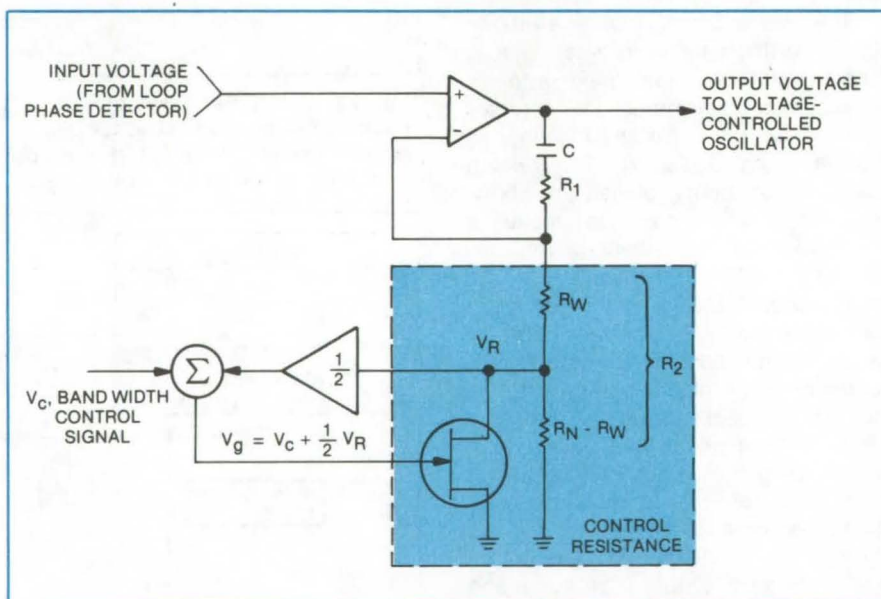 INPUT VOLTAGE
(FROM LOOP
PHASE DETECTOR)
+
−
OUTPUT VOLTAGE
TO VOLTAGE-
CONTROLLED
OSCILLATOR
C
R1
RW
R2
VR
1/2
Σ
VC, BAND WIDTH
CONTROL
SIGNAL
Vg = Vc + 1/2 VR
RN - RW
CONTROL
RESISTANCE